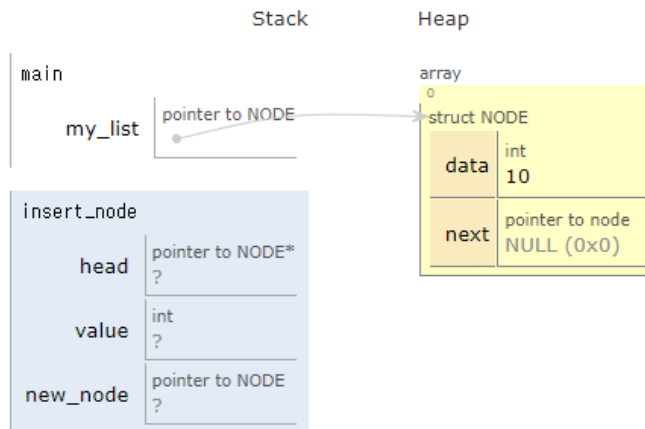 Stack
Heap
main
my_list
pointer to NODE
array
0
struct NODE
data
int
10
next
pointer to node
NULL (0x0)
insert_node
head
pointer to NODE*
?
value
int
?
new_node
pointer to NODE
?